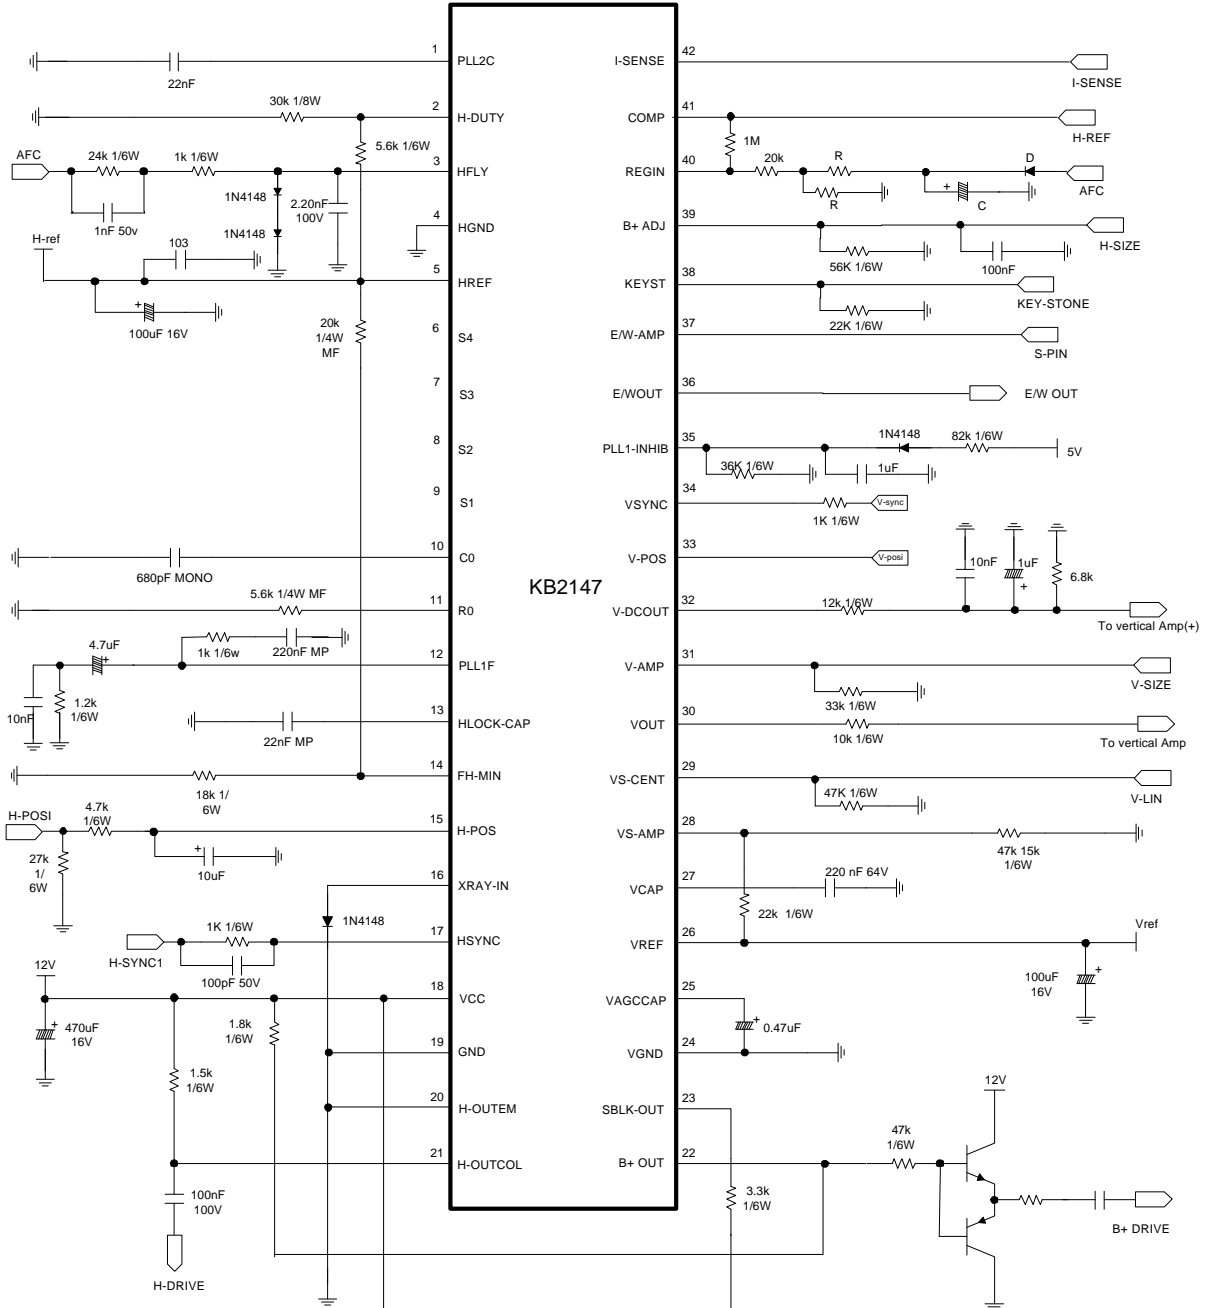 1
PLL2C
22nF
30k 1/8W
2
H-DUTY
5.6k 1/6W
AFC
24k 1/6W
1k 1/6W
3
HFLY
1N4148
2.20nF
100V
1nF 50v
1N4148
4
HGND
H-ref
103
5
HREF
+
100uF 16V
20k
1/4W
MF
6
S4
7
S3
8
S2
9
S1
10
C0
680pF MONO
5.6k 1/4W MF
11
R0
4.7uF
+
1k 1/6w
220nF MP
12
PLL1F
10nF
1.2k
1/6W
13
HLOCK-CAP
22nF MP
14
FH-MIN
18k 1/
6W
H-POSI
4.7k
1/6W
15
H-POS
27k
1/
6W
+
10uF
16
XRAY-IN
1N4148
1K 1/6W
17
HSYNC
H-SYNC1
100pF 50V
12V
18
VCC
+
470uF
16V
1.8k
1/6W
19
GND
1.5k
1/6W
20
H-OUTEM
21
H-OUTCOL
100nF
100V
H-DRIVE
KB2147
42
I-SENSE
I-SENSE
41
COMP
H-REF
1M
40
REGIN
20k
R
R
+
C
D
AFC
39
B+ ADJ
H-SIZE
56K 1/6W
100nF
38
KEYST
KEY-STONE
22K 1/6W
37
E/W-AMP
S-PIN
36
E/WOUT
E/W OUT
35
PLL1-INHIB
1N4148
82k 1/6W
5V
36K 1/6W
1uF
34
VSYNC
V-sync
1K 1/6W
33
V-POS
V-posi
10nF
1uF
+
6.8k
32
V-DCOUT
12k 1/6W
To vertical Amp(+)
31
V-AMP
V-SIZE
33k 1/6W
30
VOUT
10k 1/6W
To vertical Amp
29
VS-CENT
V-LIN
47K 1/6W
28
VS-AMP
47k 15k
1/6W
27
VCAP
220 nF 64V
22k 1/6W
26
VREF
Vref
100uF
16V
+
25
VAGCCAP
+
0.47uF
24
VGND
12V
23
SBLK-OUT
47k
1/6W
22
B+ OUT
3.3k
1/6W
B+ DRIVE